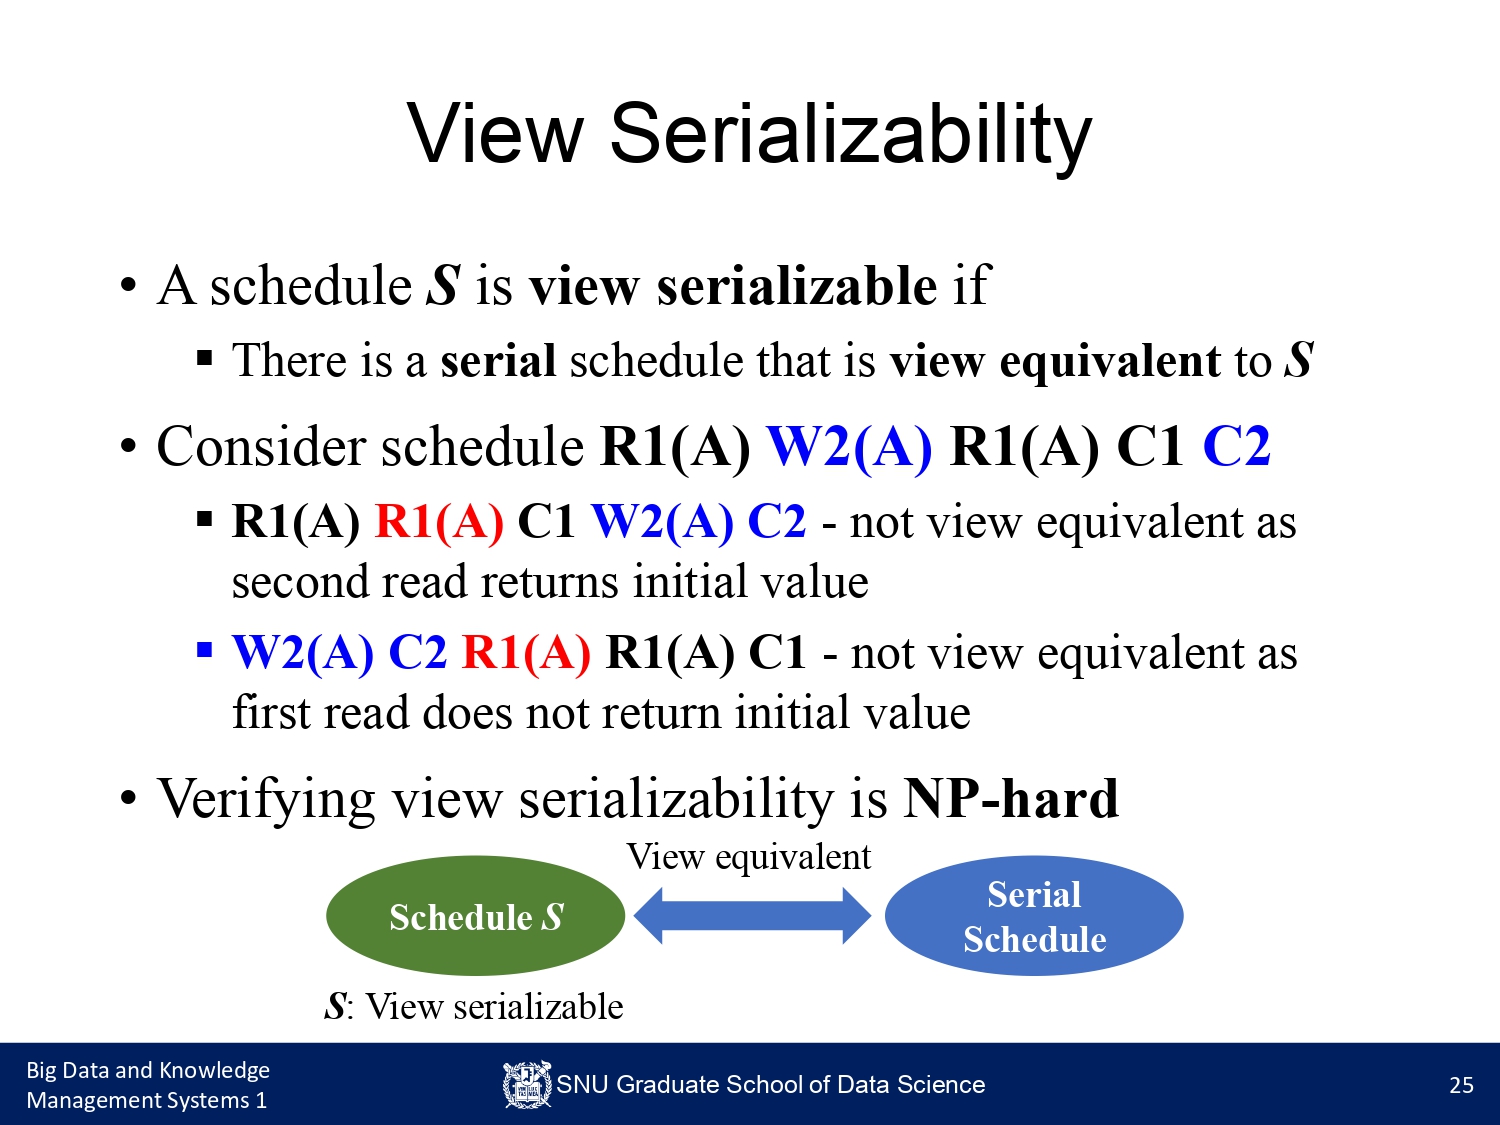 View Serializability
• A schedule S is view serializable if
▪ There is a serial schedule that is view equivalent to S
• Consider schedule R1(A) W2(A) R1(A) C1 C2
▪ R1(A) R1(A) C1 W2(A) C2 - not view equivalent as
second read returns initial value
▪ W2(A) C2 R1(A) R1(A) C1 - not view equivalent as
first read does not return initial value
• Verifying view serializability is NP-hard
View equivalent
Schedule S
Serial
Schedule
S: View serializable
Big Data and Knowledge
Management Systems 1
SNU Graduate School of Data Science
25